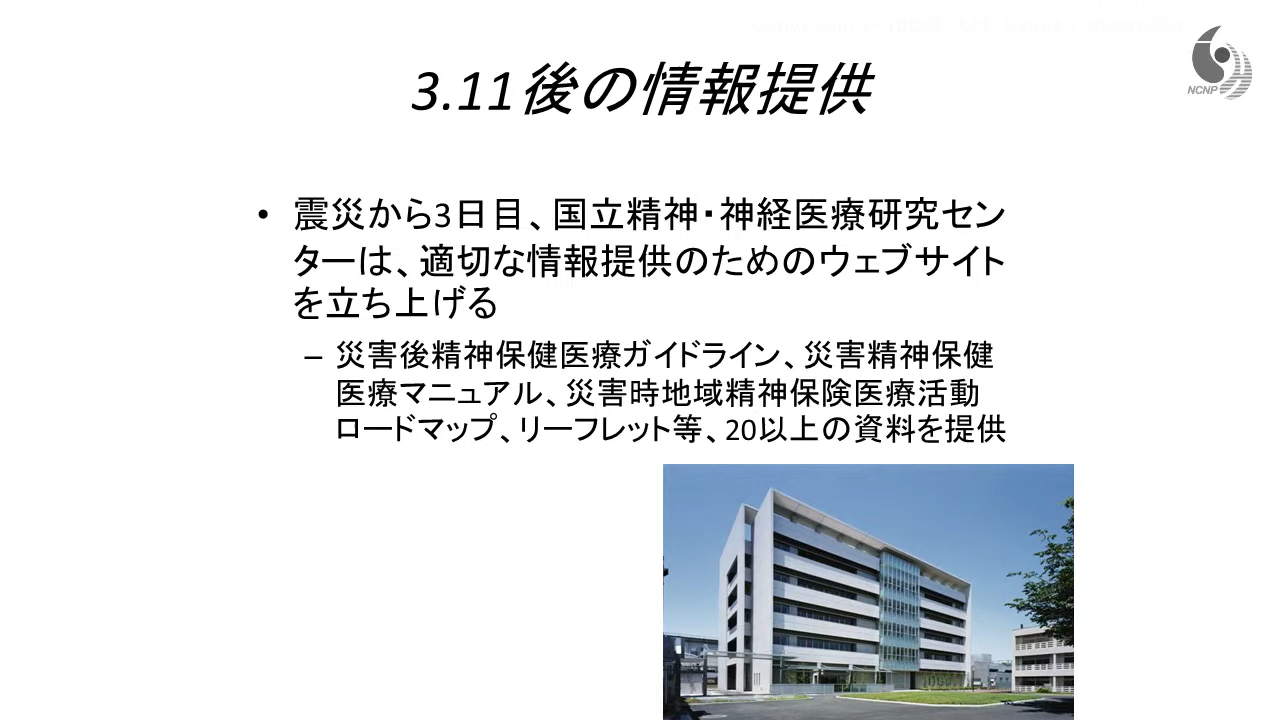 3.11後の情報提供
NCNP
• 震災から3日目、国立精神・神経医療研究セン
ターは、適切な情報提供のためのウェブサイト
を立ち上げる
– 災害後精神保健医療ガイドライン、災害精神保健
医療マニュアル、災害時地域精神保険医療活動
ロードマップ、リーフレット等、20以上の資料を提供